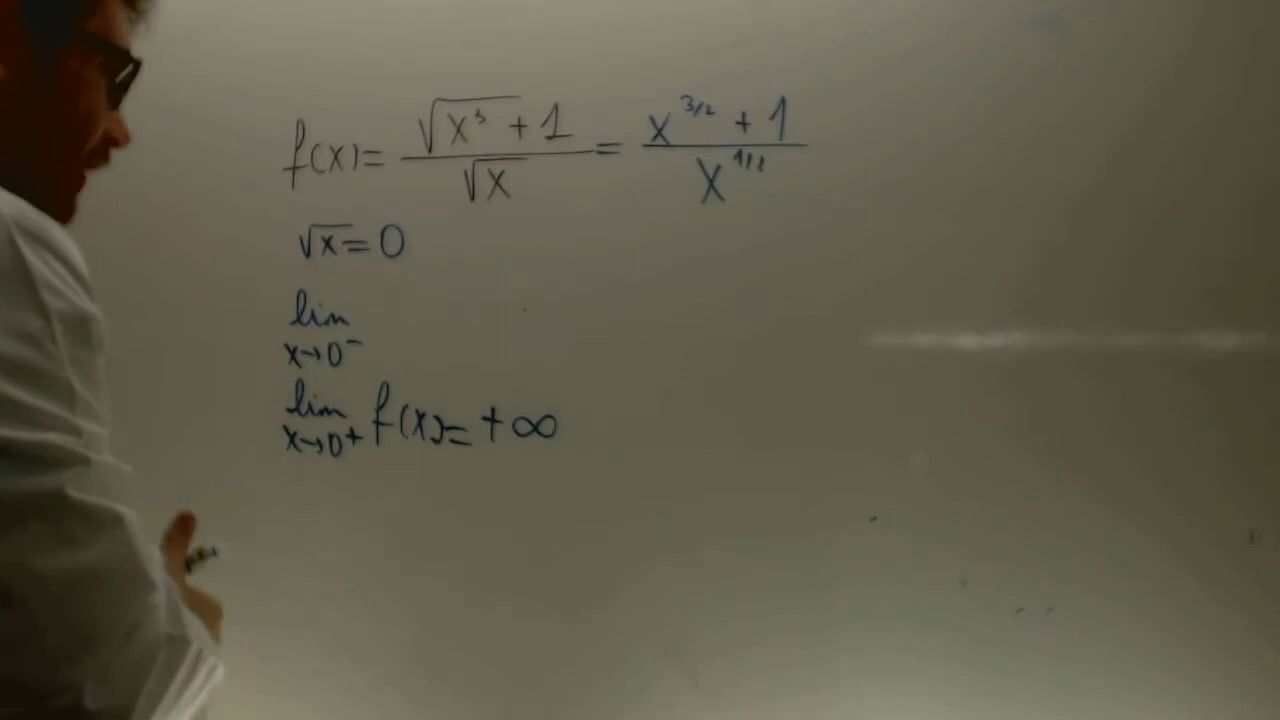 f(x) = (√(x³) + 1)/√x = (x^(3/2) + 1)/x^(1/2)
√x = 0
lim x→0⁻
lim x→0⁺ f(x) = +∞